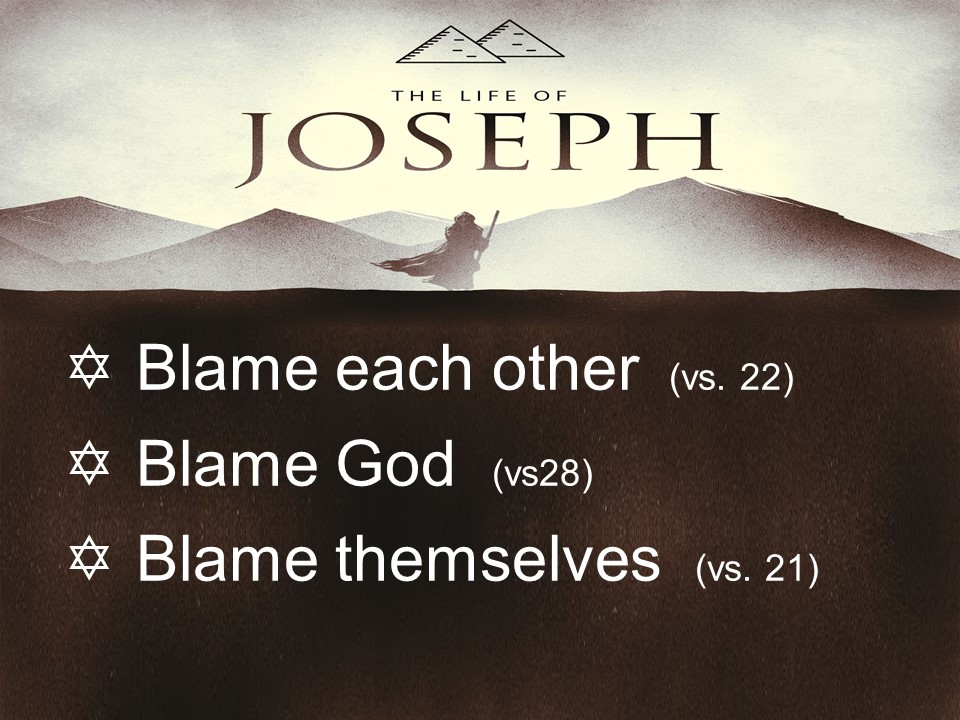 THE LIFE OF
JOSEPH
✡ Blame each other (vs. 22)
✡ Blame God (vs28)
✡ Blame themselves (vs. 21)